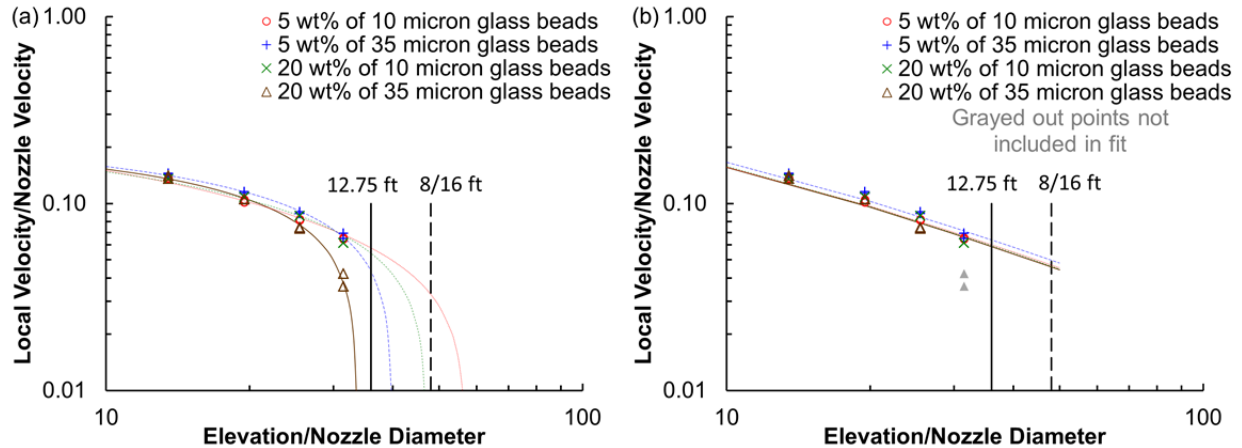 (a)
1.00
0.10
0.01
Local Velocity/Nozzle Velocity
5 wt% of 10 micron glass beads
5 wt% of 35 micron glass beads
20 wt% of 10 micron glass beads
20 wt% of 35 micron glass beads
12.75 ft
8/16 ft
10
100
Elevation/Nozzle Diameter
(b)
1.00
0.10
0.01
Local Velocity/Nozzle Velocity
5 wt% of 10 micron glass beads
5 wt% of 35 micron glass beads
20 wt% of 10 micron glass beads
20 wt% of 35 micron glass beads
Grayed out points not
included in fit
12.75 ft
8/16 ft
10
100
Elevation/Nozzle Diameter